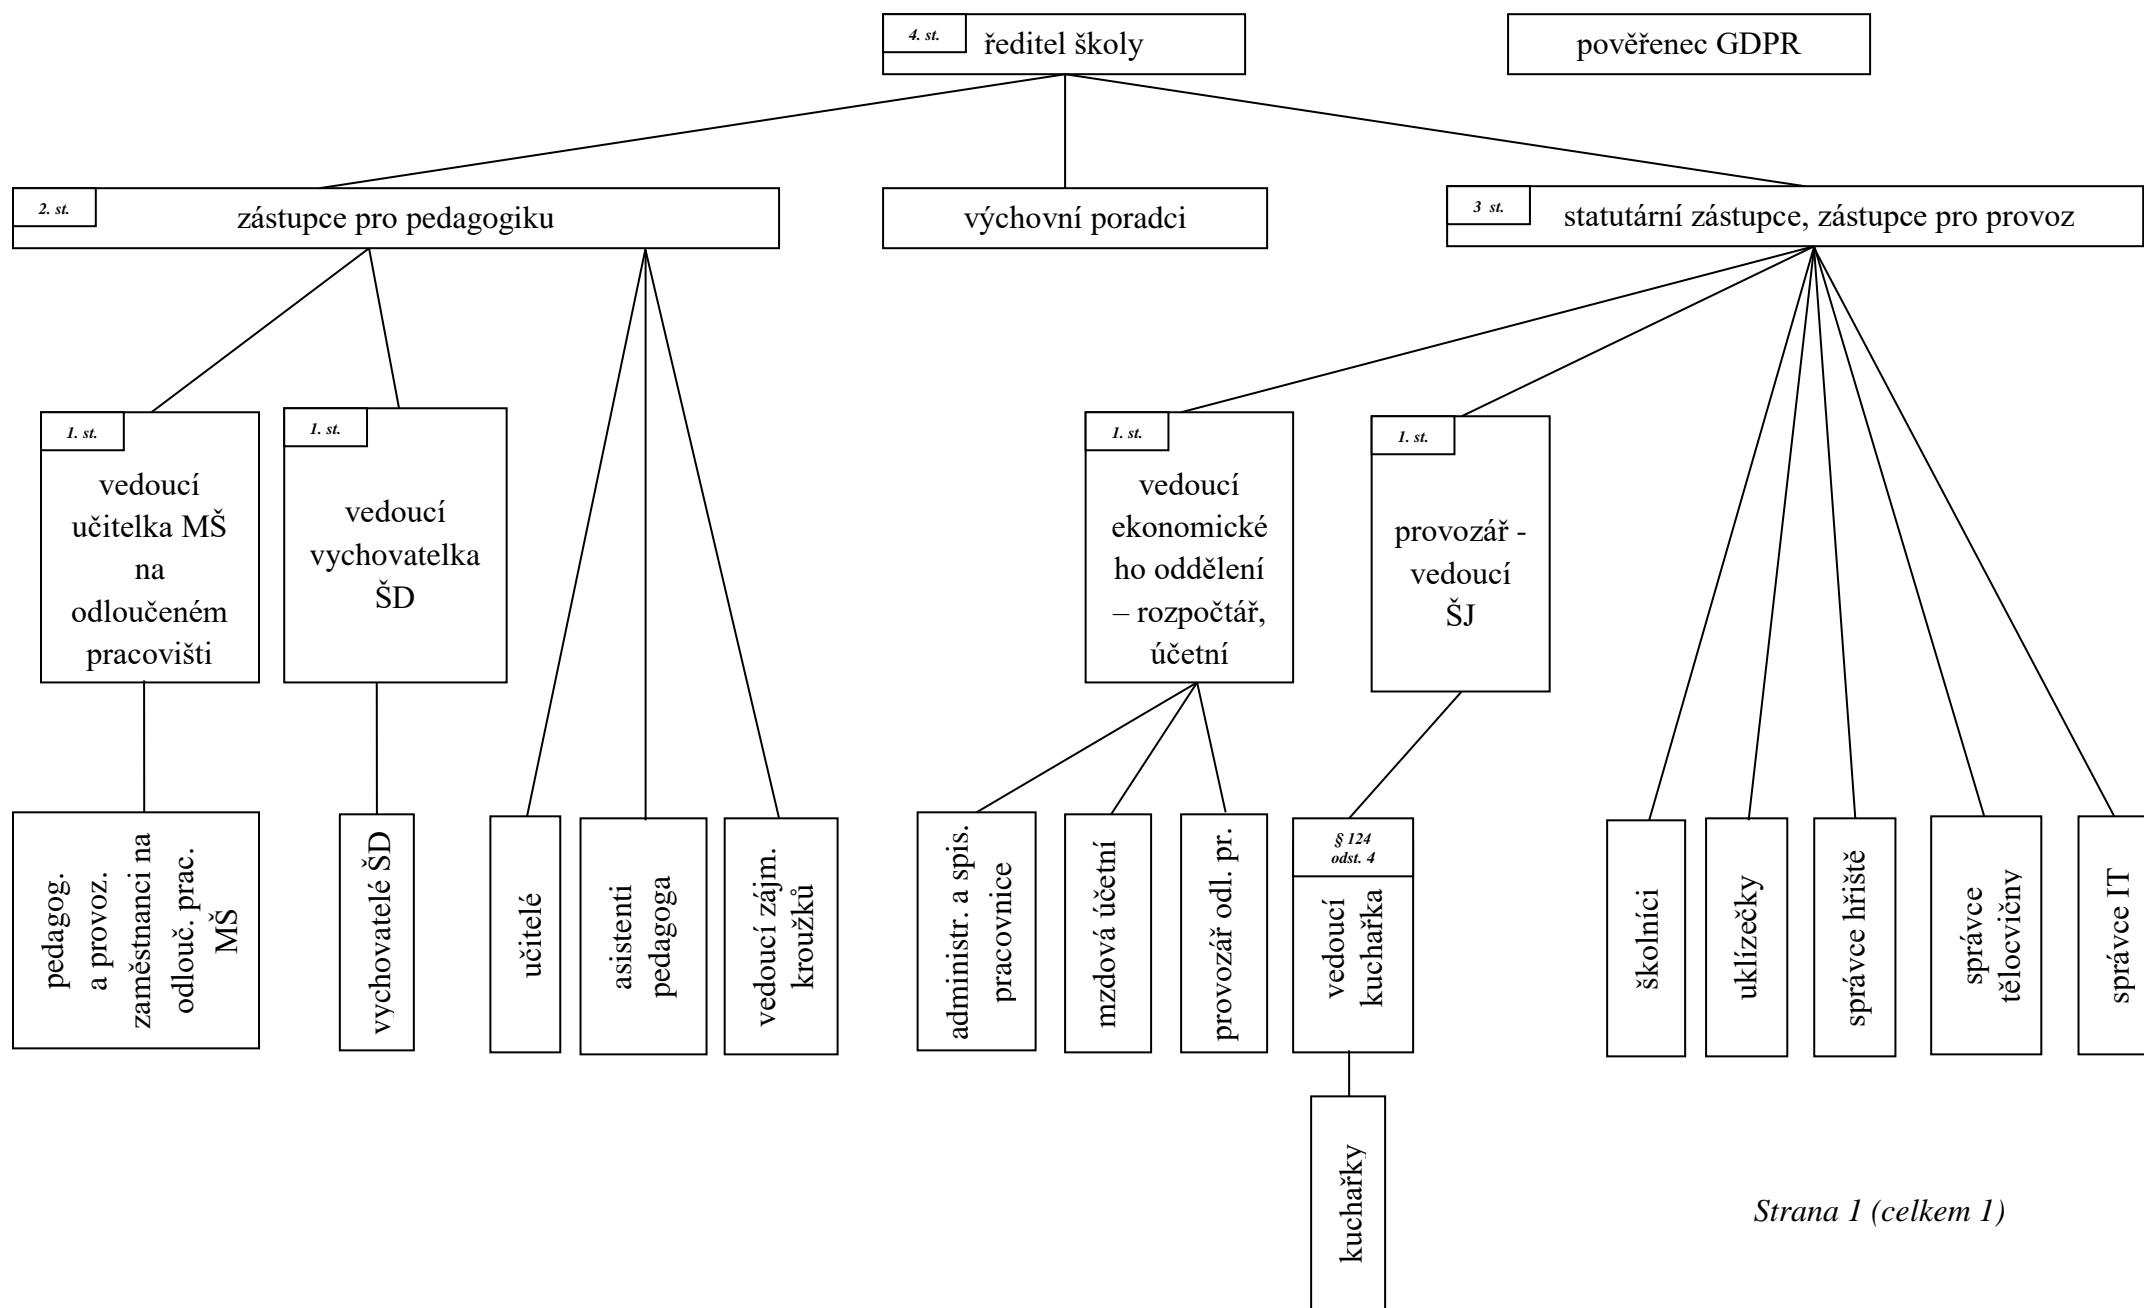 4. st.
ředitel školy
pověřenec GDPR
2. st.
zástupce pro pedagogiku
výchovní poradci
3 st.
statutární zástupce, zástupce pro provoz
1. st.
vedoucí
učitelka MŠ
na
odloučeném
pracovišti
1. st.
vedoucí
vychovatelka
ŠD
1. st.
vedoucí
ekonomické
ho oddělení
– rozpočtář,
účetní
1. st.
provozář -
vedoucí
ŠJ
pedagog.
a provoz.
zaměstnanci na
odlouč. prac.
MŠ
vychovatelé ŠD
učitelé
asistenti
pedagoga
vedoucí zájm.
kroužků
administr. a spis.
pracovnice
mzdová účetní
provozář odl. pr.
§ 124
odst. 4
vedoucí
kuchařka
školníci
uklízečky
správce hřiště
správce
tělocvičny
správce IT
kuchařky
Strana 1 (celkem 1)